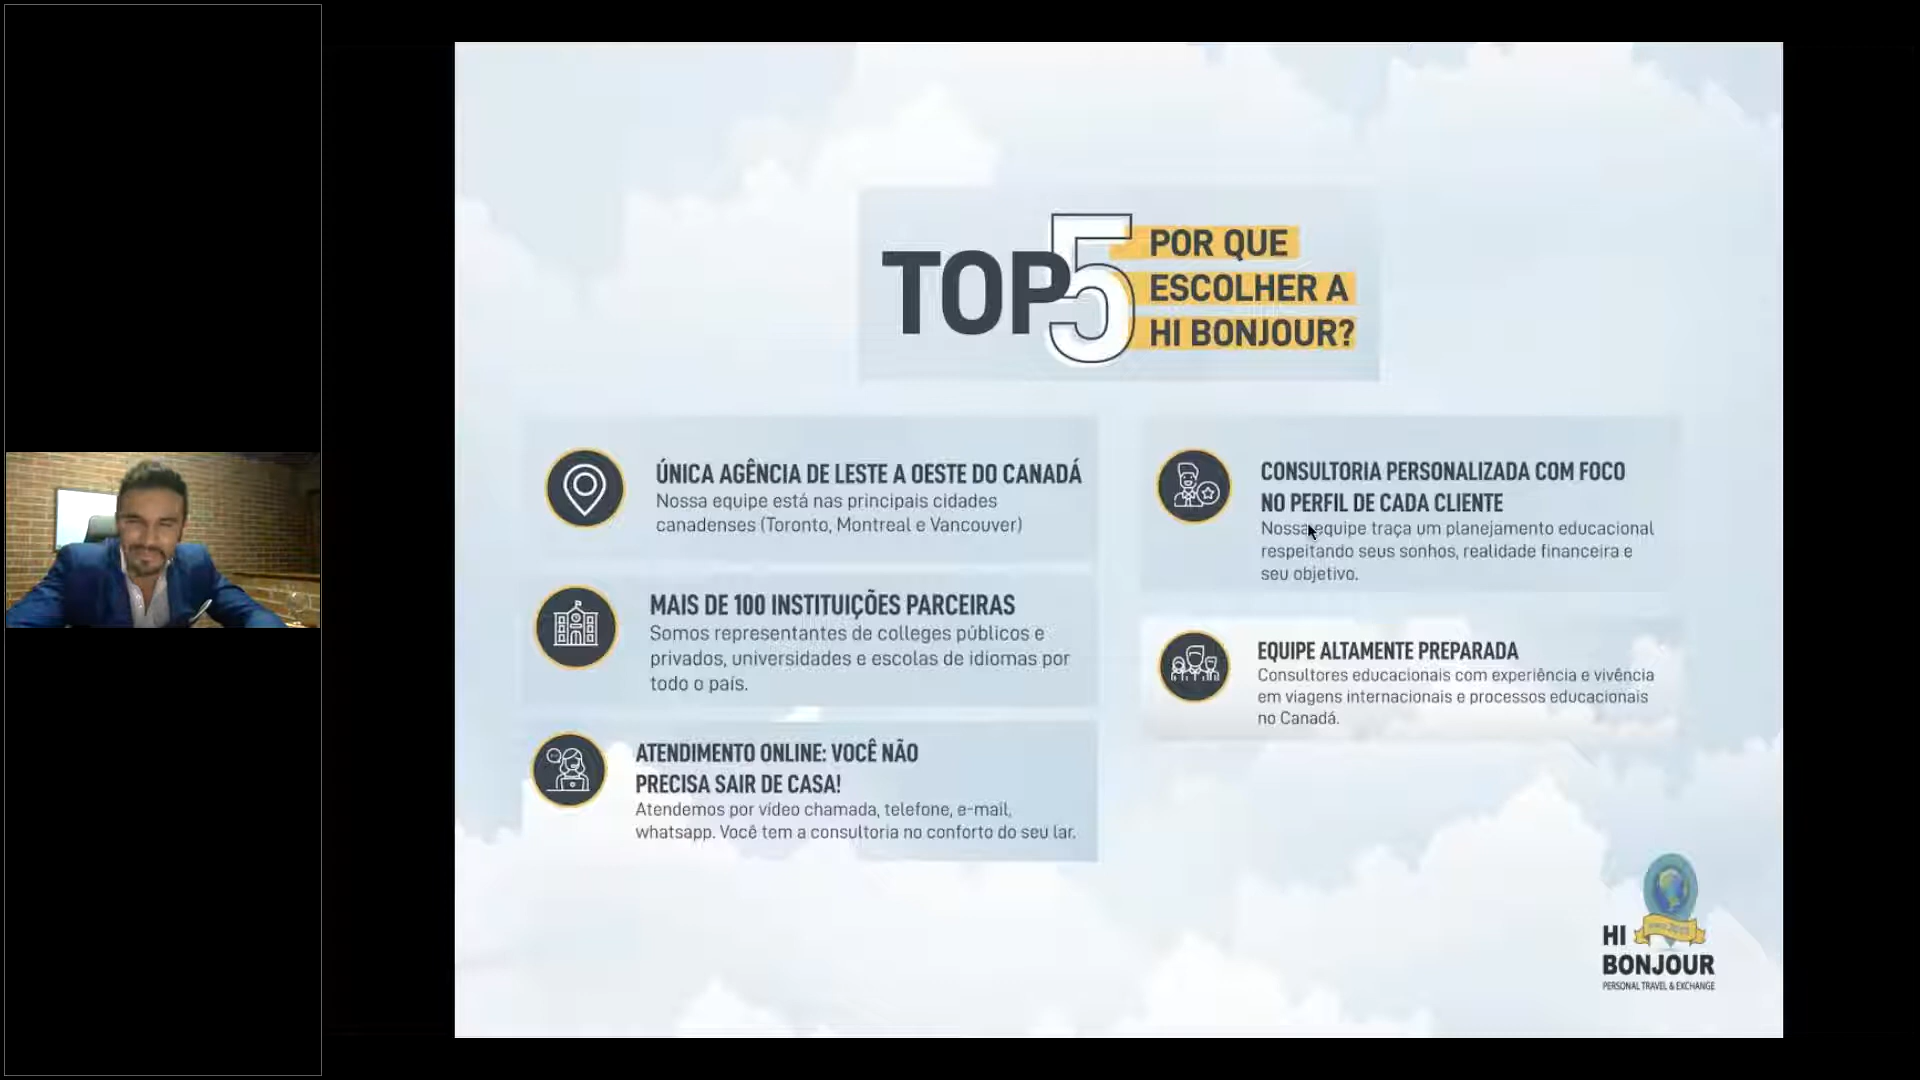 TOP 5
POR QUE
ESCOLHER A
HI BONJOUR?
ÚNICA AGÊNCIA DE LESTE A OESTE DO CANADÁ
Nossa equipe está nas principais cidades
canadenses (Toronto, Montreal e Vancouver)
MAIS DE 100 INSTITUIÇÕES PARCEIRAS
Somos representantes de colleges públicos e
privados, universidades e escolas de idiomas por
todo o país.
ATENDIMENTO ONLINE: VOCÊ NÃO
PRECISA SAIR DE CASA!
Atendemos por vídeo chamada, telefone, e-mail,
whatsapp. Você tem a consultoria no conforto do seu lar.
CONSULTORIA PERSONALIZADA COM FOCO
NO PERFIL DE CADA CLIENTE
Nossa equipe traça um planejamento educacional
respeitando seus sonhos, realidade financeira e
seu objetivo.
EQUIPE ALTAMENTE PREPARADA
Consultores educacionais com experiência e vivência
em viagens internacionais e processos educacionais
no Canadá.
HI
BONJOUR
PERSONAL TRAVEL & EXCHANGE